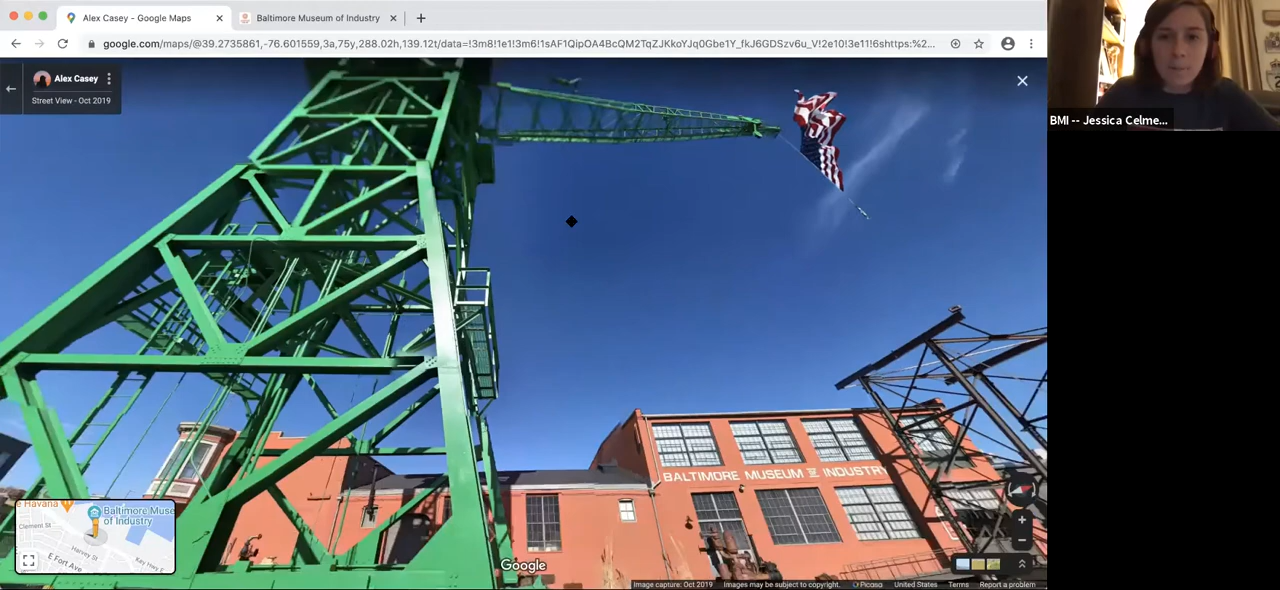 Alex Casey - Google Maps
Baltimore Museum of Industry
google.com/maps/@39.2735861,-76.601559,3a,75y,288.02h,139.12t/data=!3m8!1e1!3m6!1sAF1QipOA4BcQM2TqZJKkoYJq0Gbe1Y_fkJ6GDSzv6u_V!2e10!3e11!6shttps:%2...
Alex Casey
Street View - Oct 2019
BMI -- Jessica Celme...
BALTIMORE MUSEUM OF INDUSTRY
e Havana
Baltimore Muse
of Industry
Clement St
Harvey St
E Fort Ave
Key Hwy E
Google
Image capture: Oct 2019 Images may be subject to copyright. Picasa United States Terms Report a problem